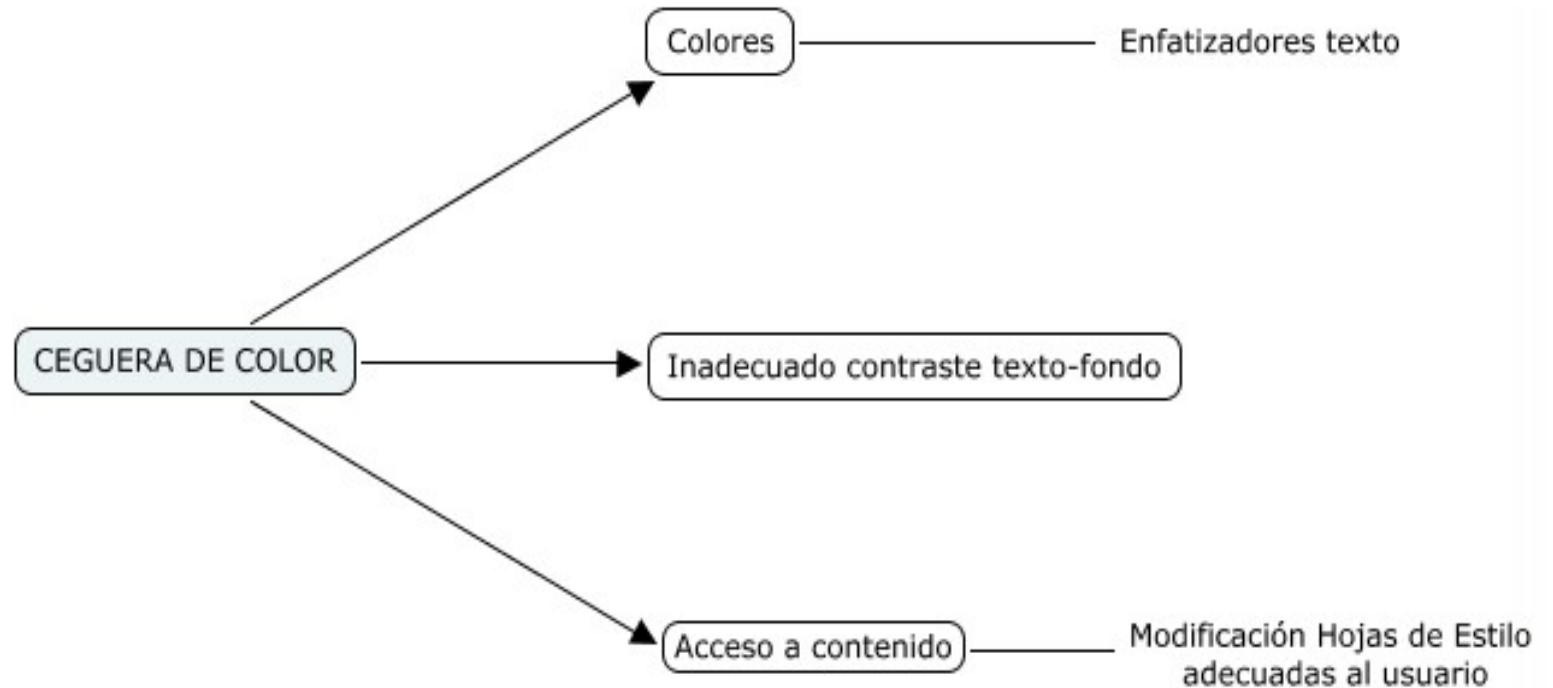 Colores
Enfatizadores texto
CEGUERA DE COLOR
Inadecuado contraste texto-fondo
Acceso a contenido
Modificación Hojas de Estilo
adecuadas al usuario